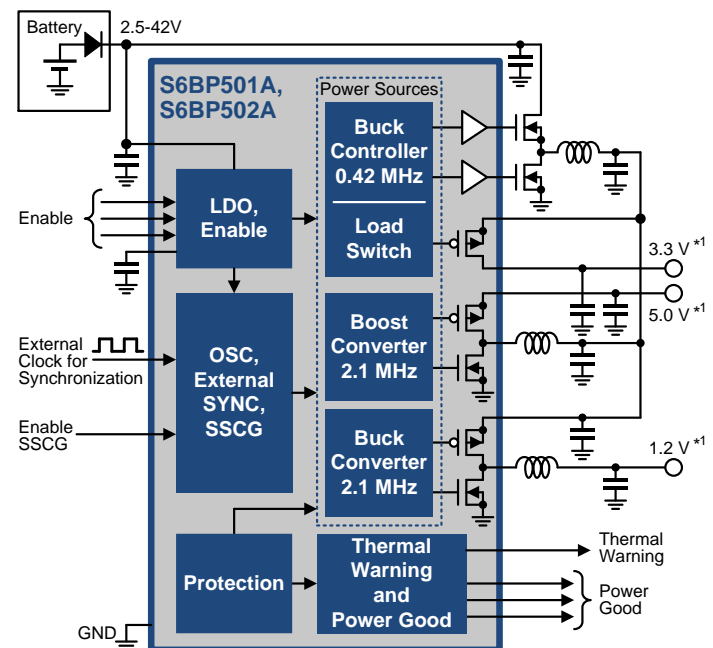 Battery
2.5-42V
S6BP501A,
S6BP502A
Power Sources
Buck
Controller
0.42 MHz
Load
Switch
LDO,
Enable
Enable
3.3 V *1
5.0 V *1
Boost
Converter
2.1 MHz
External
Clock for
Synchronization
OSC,
External
SYNC,
SSCG
Enable
SSCG
Buck
Converter
2.1 MHz
1.2 V *1
Protection
Thermal
Warning
and
Power Good
Thermal
Warning
Power
Good
GND